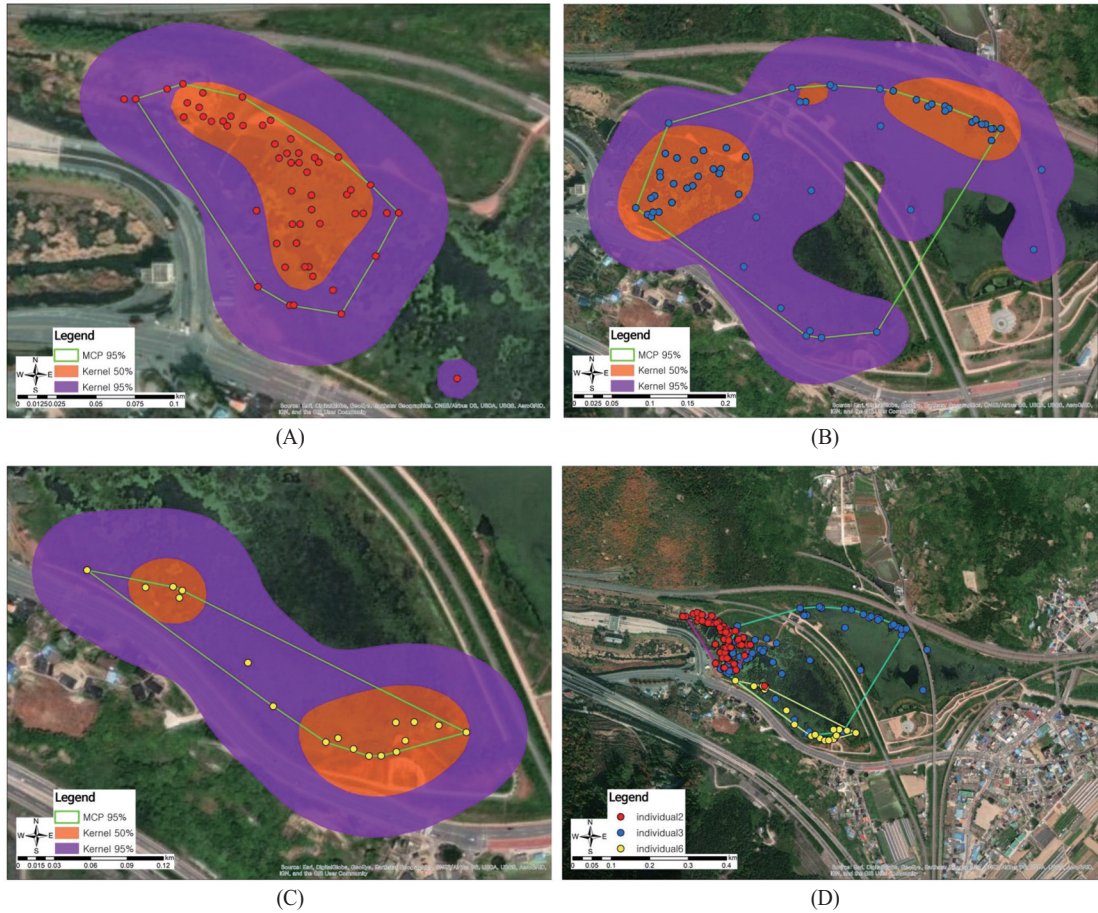 Legend
MCP 95%
Kernel 50%
Kernel 95%
N
W E
S
0 0.0125 0.025 0.05 0.075 0.1
km
(A)
Legend
MCP 95%
Kernel 50%
Kernel 95%
N
W E
S
0 0.025 0.05 0.1 0.15 0.2
km
(B)
Legend
MCP 95%
Kernel 50%
Kernel 95%
N
W E
S
0 0.015 0.03 0.06 0.09 0.12
km
(C)
Legend
individual2
individual3
individual6
N
W E
S
0 0.05 0.1 0.2 0.3 0.4
km
(D)